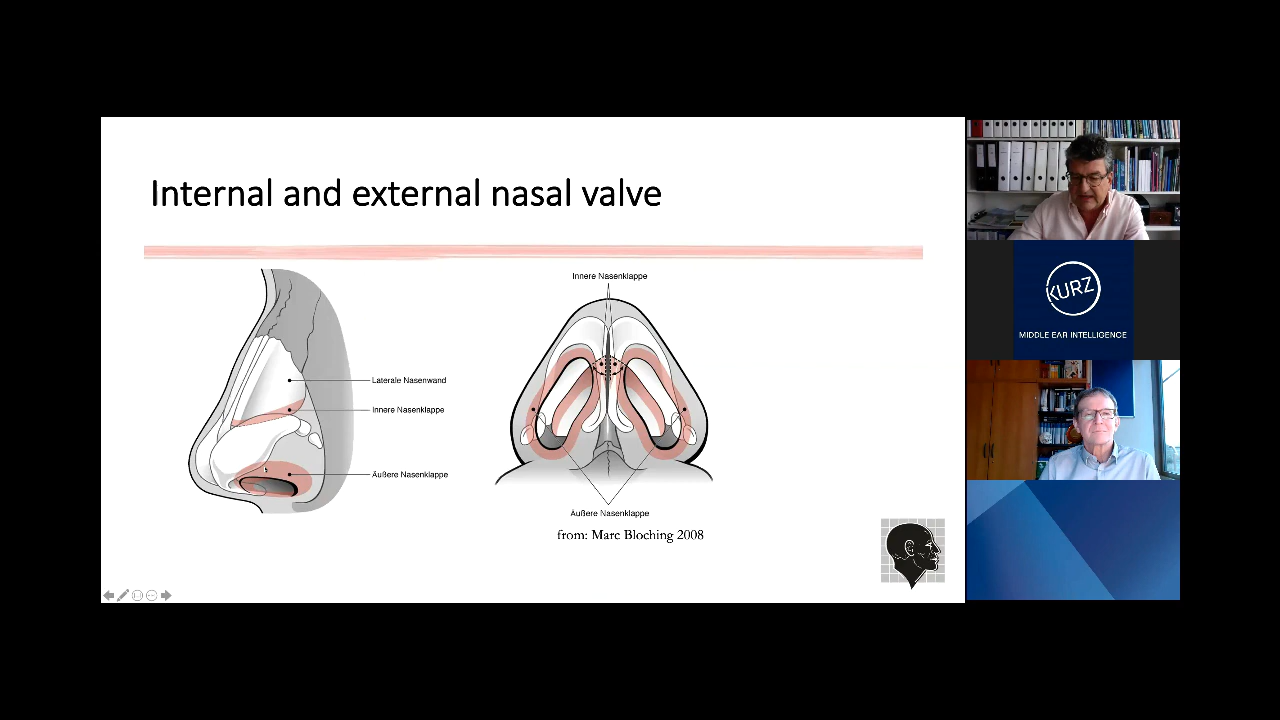 Internal and external nasal valve
Laterale Nasenwand
Innere Nasenklappe
Äußere Nasenklappe
Innere Nasenklappe
Äußere Nasenklappe
from: Marc Bloching 2008
KURZ
MIDDLE EAR INTELLIGENCE